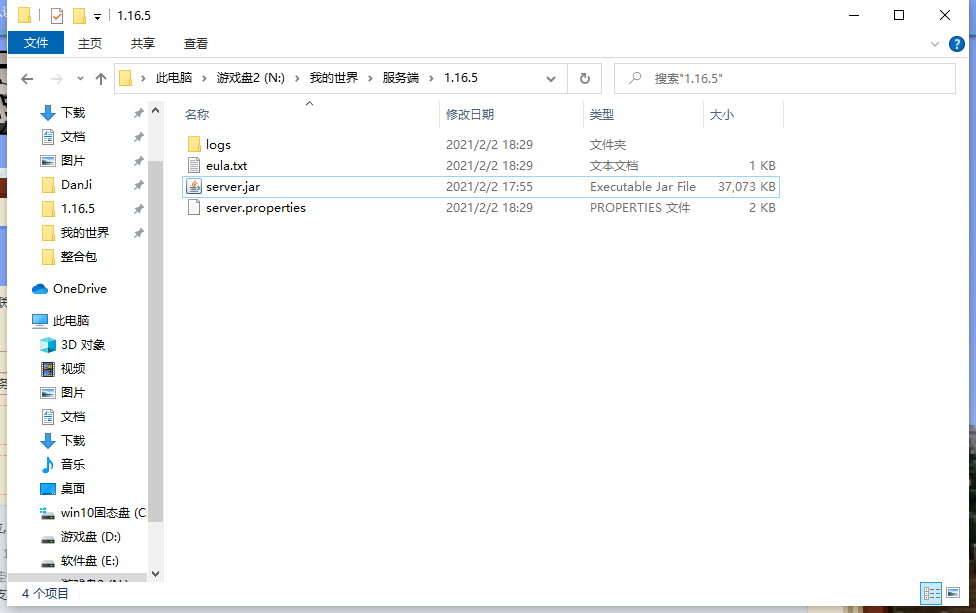 1.16.5
文件 主页 共享 查看
此电脑 游戏盘2 (N:) 我的世界 服务端 1.16.5 搜索"1.16.5"
名称 修改日期 类型 大小
logs 2021/2/2 18:29 文件夹
eula.txt 2021/2/2 18:29 文本文档 1 KB
server.jar 2021/2/2 17:55 Executable Jar File 37,073 KB
server.properties 2021/2/2 18:29 PROPERTIES 文件 2 KB
下载
文档
图片
DanJi
1.16.5
我的世界
整合包
OneDrive
此电脑
3D 对象
视频
图片
文档
下载
音乐
桌面
win10固态盘 (C
游戏盘 (D:)
软件盘 (E:)
4 个项目